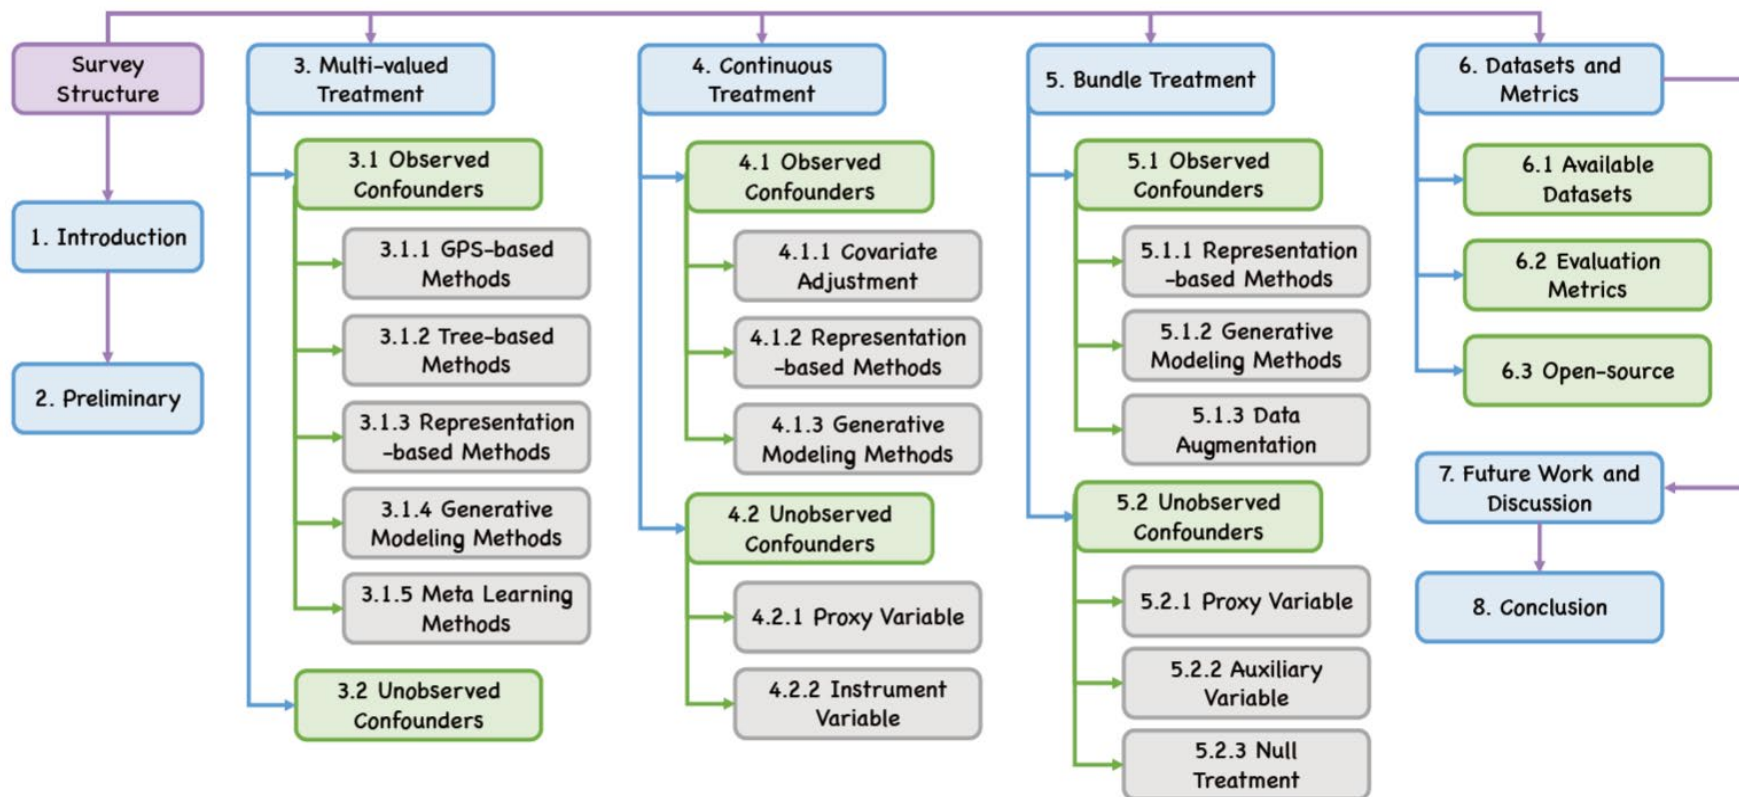 Survey
Structure
1. Introduction
2. Preliminary
3. Multi-valued
Treatment
3.1 Observed
Confounders
3.1.1 GPS-based
Methods
3.1.2 Tree-based
Methods
3.1.3 Representation
-based Methods
3.1.4 Generative
Modeling Methods
3.1.5 Meta Learning
Methods
3.2 Unobserved
Confounders
4. Continuous
Treatment
4.1 Observed
Confounders
4.1.1 Covariate
Adjustment
4.1.2 Representation
-based Methods
4.1.3 Generative
Modeling Methods
4.2 Unobserved
Confounders
4.2.1 Proxy Variable
4.2.2 Instrument
Variable
5. Bundle Treatment
5.1 Observed
Confounders
5.1.1 Representation
-based Methods
5.1.2 Generative
Modeling Methods
5.1.3 Data
Augmentation
5.2 Unobserved
Confounders
5.2.1 Proxy Variable
5.2.2 Auxiliary
Variable
5.2.3 Null
Treatment
6. Datasets and
Metrics
6.1 Available
Datasets
6.2 Evaluation
Metrics
6.3 Open-source
7. Future Work and
Discussion
8. Conclusion